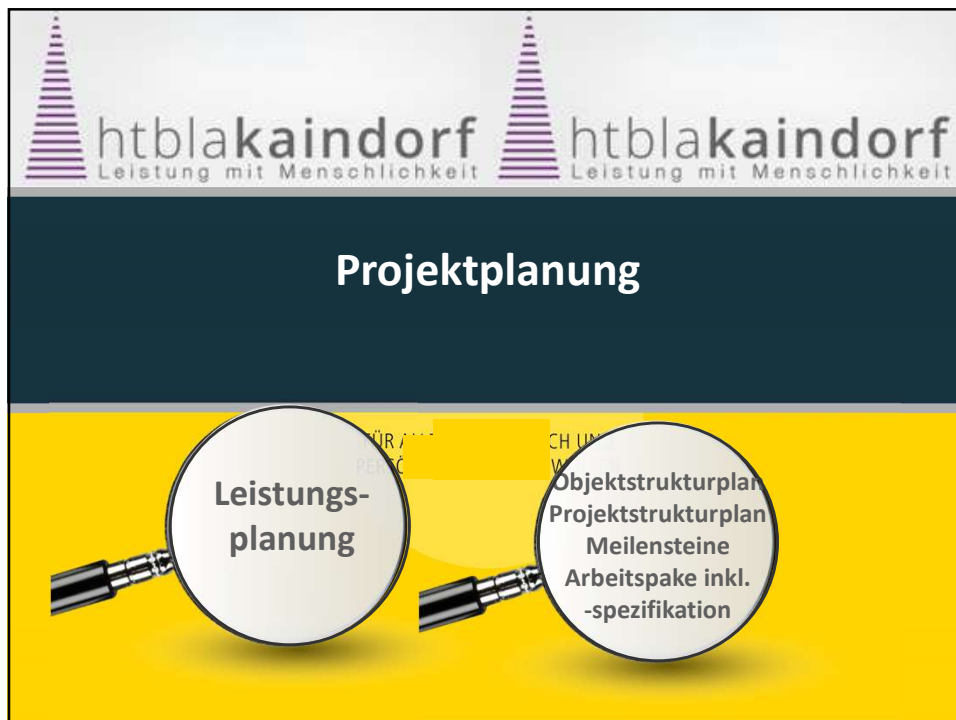 htblakaindorf
Leistung mit Menschlichkeit
htblakaindorf
Leistung mit Menschlichkeit
Projektplanung
Leistungs-
planung
Objektstrukturplan
Projektstrukturplan
Meilensteine
Arbeitspake inkl.
-spezifikation